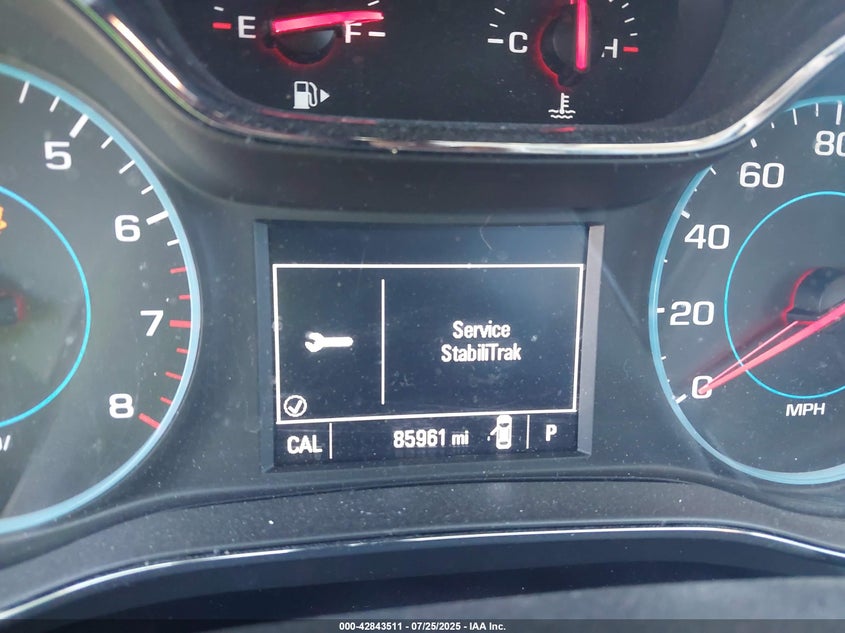 E F
C H
5
6
7
8
80
60
40
20
0
MPH
Service
StabiliTrak
CAL 85961 mi P
000-42843511 - 07/25/2025 - IAA Inc.